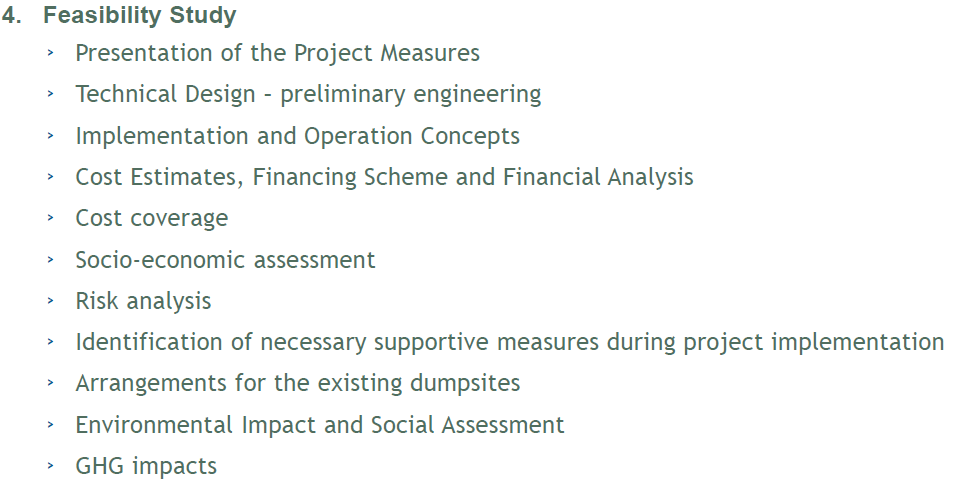 4. Feasibility Study
› Presentation of the Project Measures
› Technical Design – preliminary engineering
› Implementation and Operation Concepts
› Cost Estimates, Financing Scheme and Financial Analysis
› Cost coverage
› Socio-economic assessment
› Risk analysis
› Identification of necessary supportive measures during project implementation
› Arrangements for the existing dumpsites
› Environmental Impact and Social Assessment
› GHG impacts